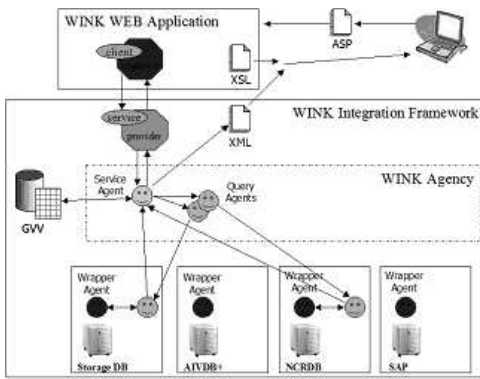 WINK WEB Application
client
ASP
XSL
WINK Integration Framework
service
provider
XML
WINK Agency
Service
Agent
Query
Agents
GVV
Wrapper
Agent
Storage DB
Wrapper
Agent
AIVDB+
Wrapper
Agent
NCRDB
Wrapper
Agent
SAP